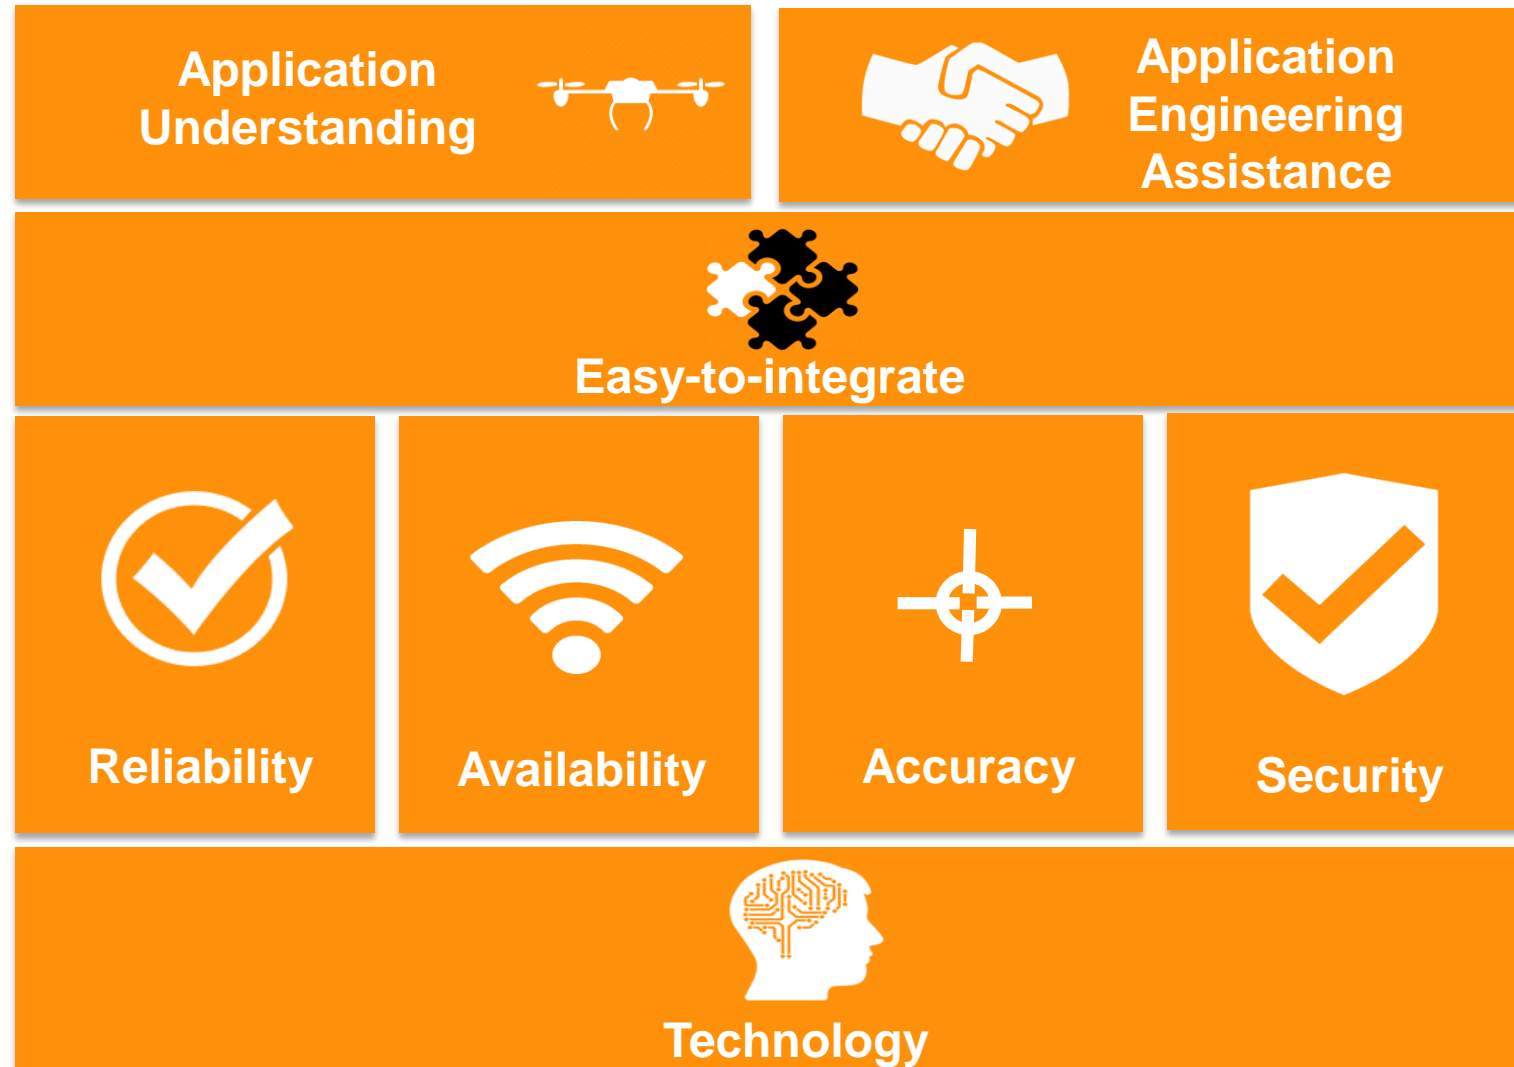 Application
Understanding
Application
Engineering
Assistance
Easy-to-integrate
Reliability
Availability
Accuracy
Security
Technology